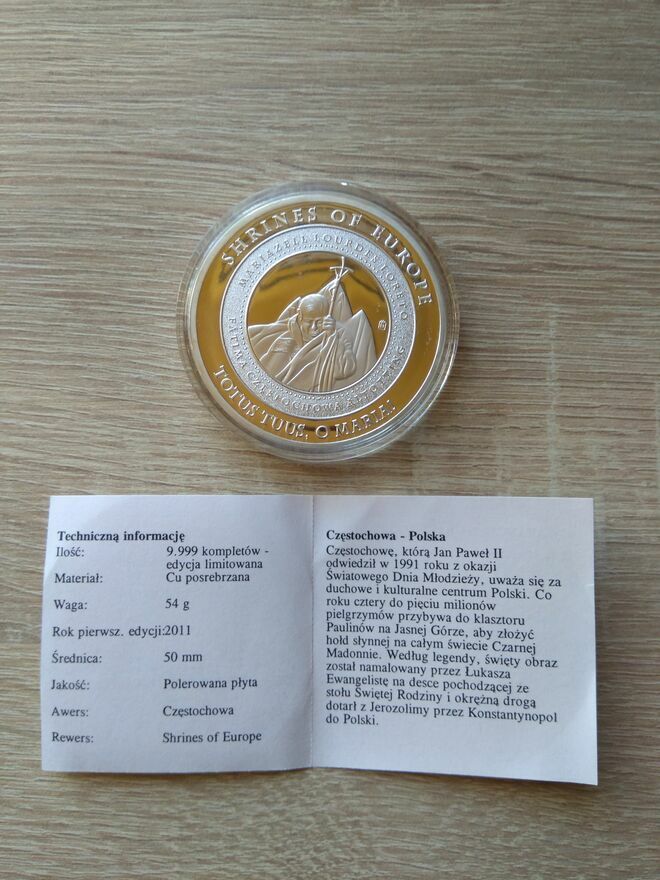 SHRINES OF EUROPE
MARIAZELL LOURDES LORETO
FATIMA CZĘSTOCHOWA ALTÖTTING
TOTUS TUUS, O MARIA!
Techniczną informację
Ilość: 9.999 kompletów -
edycja limitowana
Materiał: Cu posrebrzana
Waga: 54 g
Rok pierwsz. edycji:2011
Średnica: 50 mm
Jakość: Polerowana płyta
Awers: Częstochowa
Rewers: Shrines of Europe
Częstochowa - Polska
Częstochowę, którą Jan Paweł II
odwiedził w 1991 roku z okazji
Światowego Dnia Młodzieży, uważa się za
duchowe i kulturalne centrum Polski. Co
roku cztery do pięciu milionów
pielgrzymów przybywa do klasztoru
Paulinów na Jasnej Górze, aby złożyć
hołd słynnej na całym świecie Czarnej
Madonnie. Według legendy, święty obraz
został namalowany przez Łukasza
Ewangelistę na desce pochodzącej ze
stołu Świętej Rodziny i okrężną drogą
dotarł z Jerozolimy przez Konstantynopol
do Polski.